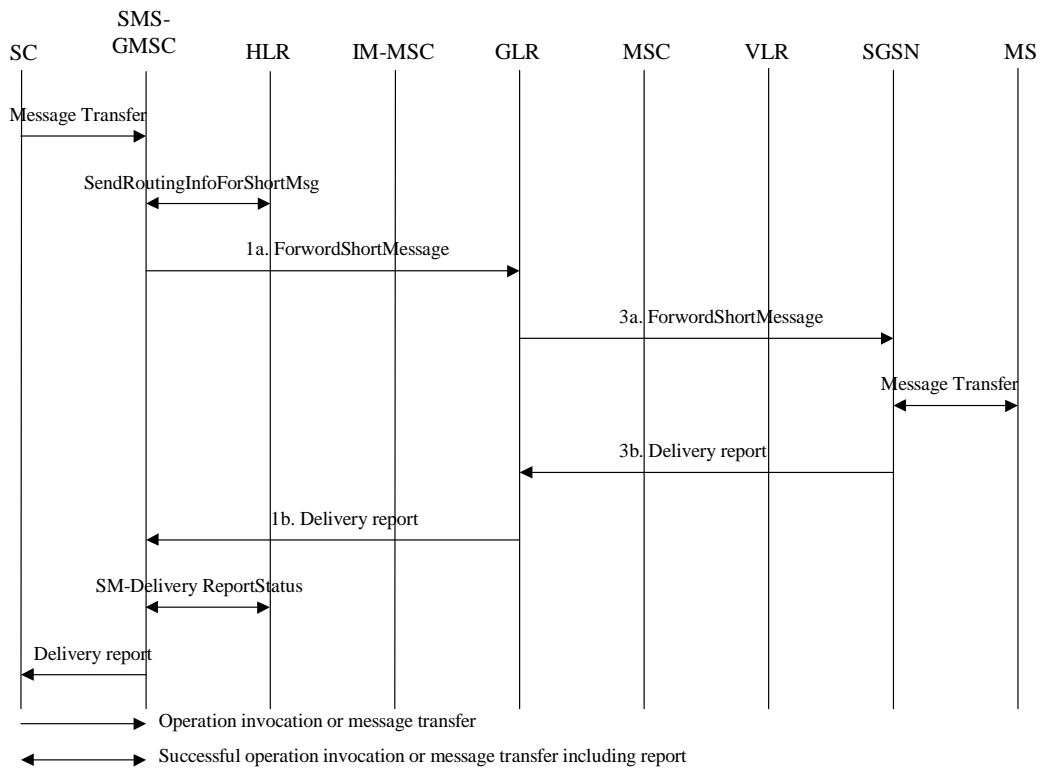 SMS-
GMSC
SC
HLR
IM-MSC
GLR
MSC
VLR
SGSN
MS
Message Transfer
SendRoutingInfoForShortMsg
1a. ForwordShortMessage
3a. ForwordShortMessage
Message Transfer
3b. Delivery report
1b. Delivery report
SM-Delivery ReportStatus
Delivery report
Operation invocation or message transfer
Successful operation invocation or message transfer including report